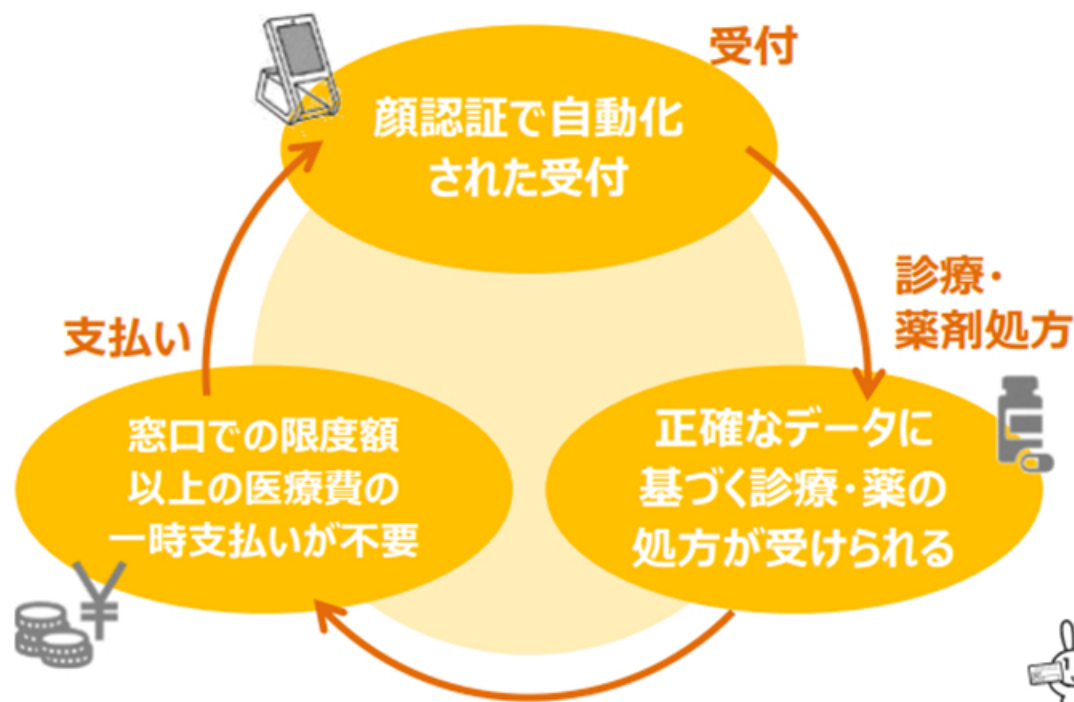 受付
顔認証で自動化
された受付
診療・
薬剤処方
正確なデータに
基づく診療・薬の
処方が受けられる
支払い
窓口での限度額
以上の医療費の
一時支払いが不要
¥